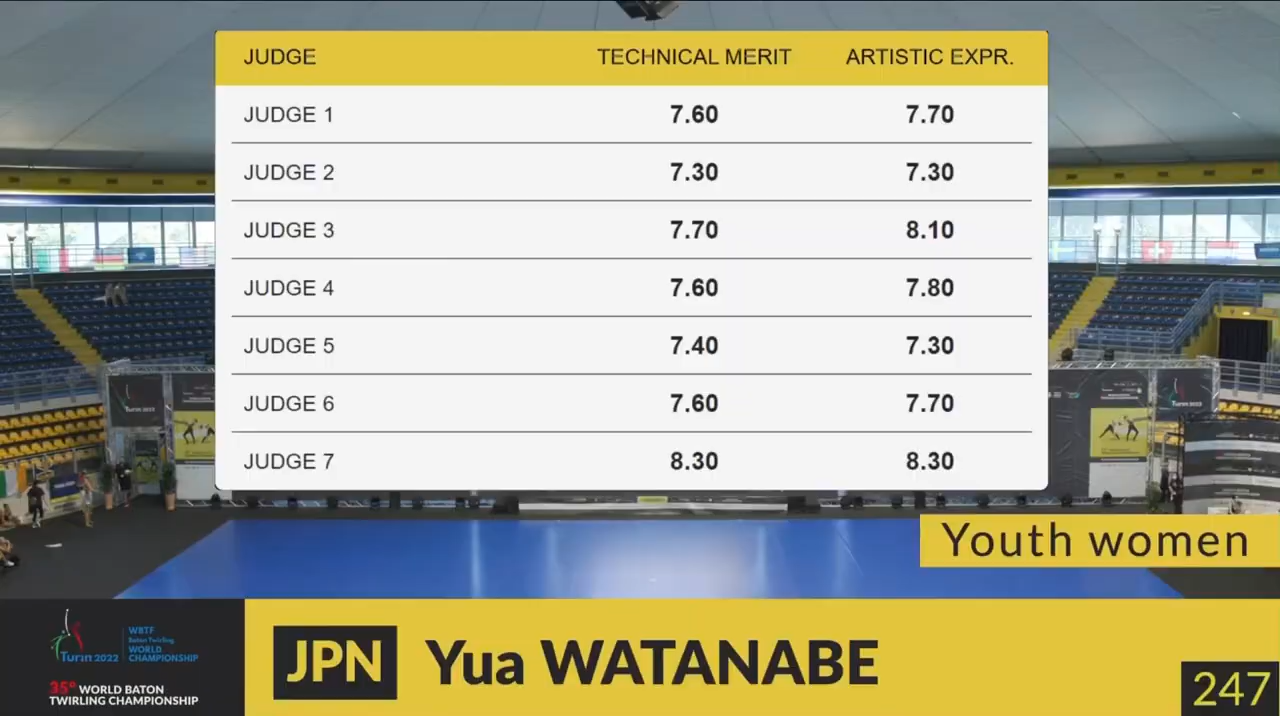 JUDGE TECHNICAL MERIT ARTISTIC EXPR.
JUDGE 1 7.60 7.70
JUDGE 2 7.30 7.30
JUDGE 3 7.70 8.10
JUDGE 4 7.60 7.80
JUDGE 5 7.40 7.30
JUDGE 6 7.60 7.70
JUDGE 7 8.30 8.30
Youth women
Turin 2022
WBTF
Baton Twirling
WORLD
CHAMPIONSHIP
35° WORLD BATON
TWIRLING CHAMPIONSHIP
JPN Yua WATANABE
247